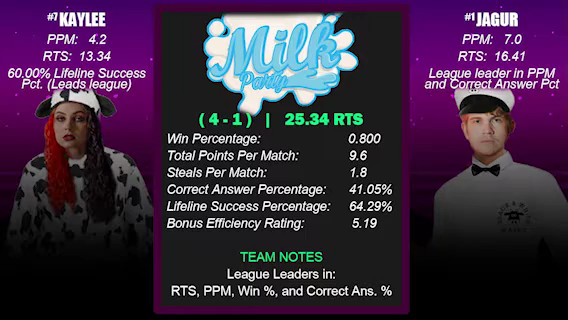 #7 KAYLEE
PPM: 4.2
RTS: 13.34
60.00% Lifeline Success
Pct. (Leads league)
Milk
Party
( 4 - 1 ) | 25.34 RTS
Win Percentage: 0.800
Total Points Per Match: 9.6
Steals Per Match: 1.8
Correct Answer Percentage: 41.05%
Lifeline Success Percentage: 64.29%
Bonus Efficiency Rating: 5.19
TEAM NOTES
League Leaders in:
RTS, PPM, Win %, and Correct Ans. %
#1 JAGUR
PPM: 7.0
RTS: 16.41
League leader in PPM
and Correct Answer Pct